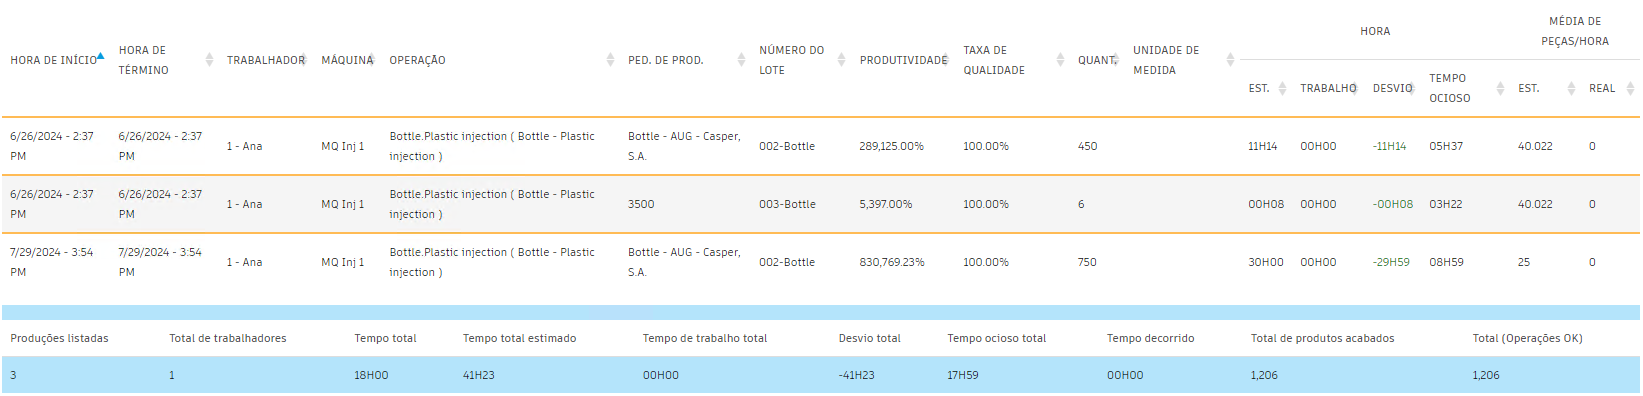 HORA
MÉDIA DE
PEÇAS/HORA
HORA DE INÍCIO
HORA DE
TÉRMINO
TRABALHADOR
MÁQUINA
OPERAÇÃO
PED. DE PROD.
NÚMERO DO
LOTE
PRODUTIVIDADE
TAXA DE
QUALIDADE
QUANT.
UNIDADE DE
MEDIDA
EST.
TRABALHO
DESVIO
TEMPO
OCIOSO
EST.
REAL
6/26/2024 - 2:37
PM
6/26/2024 - 2:37
PM
1 - Ana
MQ Inj 1
Bottle.Plastic injection ( Bottle - Plastic
injection )
Bottle - AUG - Casper,
S.A.
002-Bottle
289,125.00%
100.00%
450
11H14
00H00
-11H14
05H37
40.022
0
6/26/2024 - 2:37
PM
6/26/2024 - 2:37
PM
1 - Ana
MQ Inj 1
Bottle.Plastic injection ( Bottle - Plastic
injection )
3500
003-Bottle
5,397.00%
100.00%
6
00H08
00H00
-00H08
03H22
40.022
0
7/29/2024 - 3:54
PM
7/29/2024 - 3:54
PM
1 - Ana
MQ Inj 1
Bottle.Plastic injection ( Bottle - Plastic
injection )
Bottle - AUG - Casper,
S.A.
002-Bottle
830,769.23%
100.00%
750
30H00
00H00
-29H59
08H59
25
0
Produções listadas
Total de trabalhadores
Tempo total
Tempo total estimado
Tempo de trabalho total
Desvio total
Tempo ocioso total
Tempo decorrido
Total de produtos acabados
Total (Operações OK)
3
1
18H00
41H23
00H00
-41H23
17H59
00H00
1,206
1,206